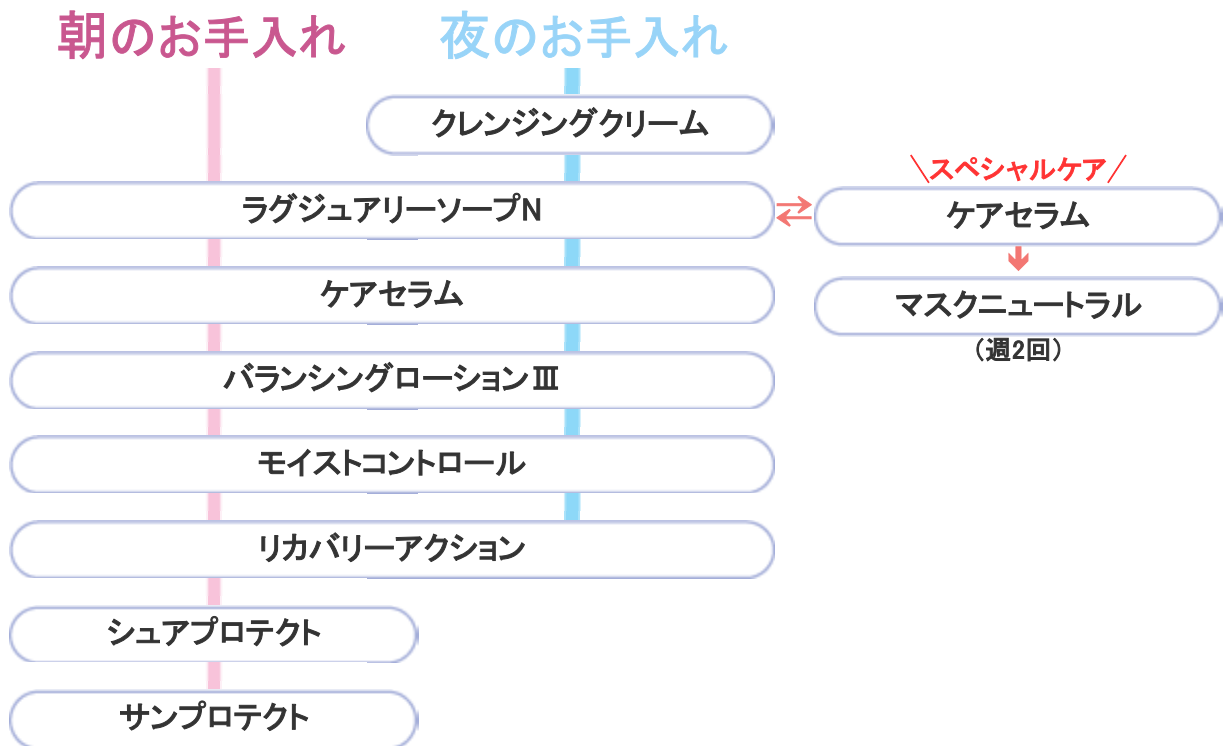 朝のお手入れ
夜のお手入れ
クレンジングクリーム
ラグジュアリーソープN
\スペシャルケア/
ケアセラム
マスクニュートラル
(週2回)
ケアセラム
バランシングローションⅢ
モイストコントロール
リカバリーアクション
シュアプロテクト
サンプロテクト